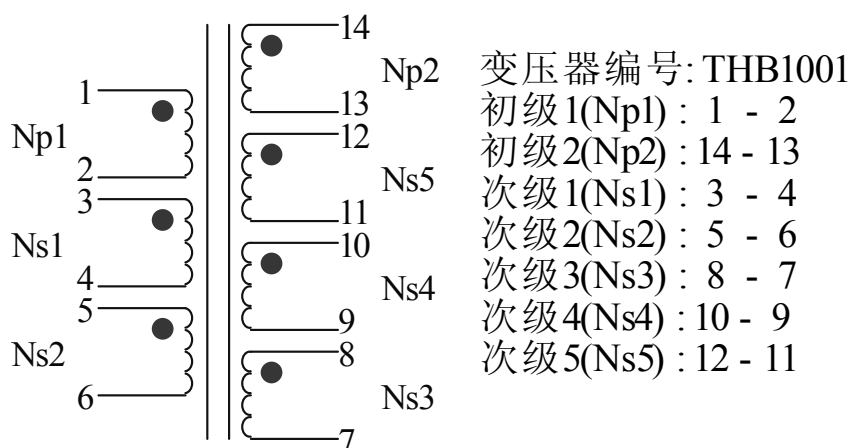 1
Np1
2
3
Ns1
4
5
Ns2
6
14
Np2
13
12
Ns5
11
10
Ns4
9
8
Ns3
7
变压器编号: THB1001
初级1(Np1) : 1 - 2
初级2(Np2) : 14 - 13
次级1(Ns1) : 3 - 4
次级2(Ns2) : 5 - 6
次级3(Ns3) : 8 - 7
次级4(Ns4) : 10 - 9
次级5(Ns5) : 12 - 11